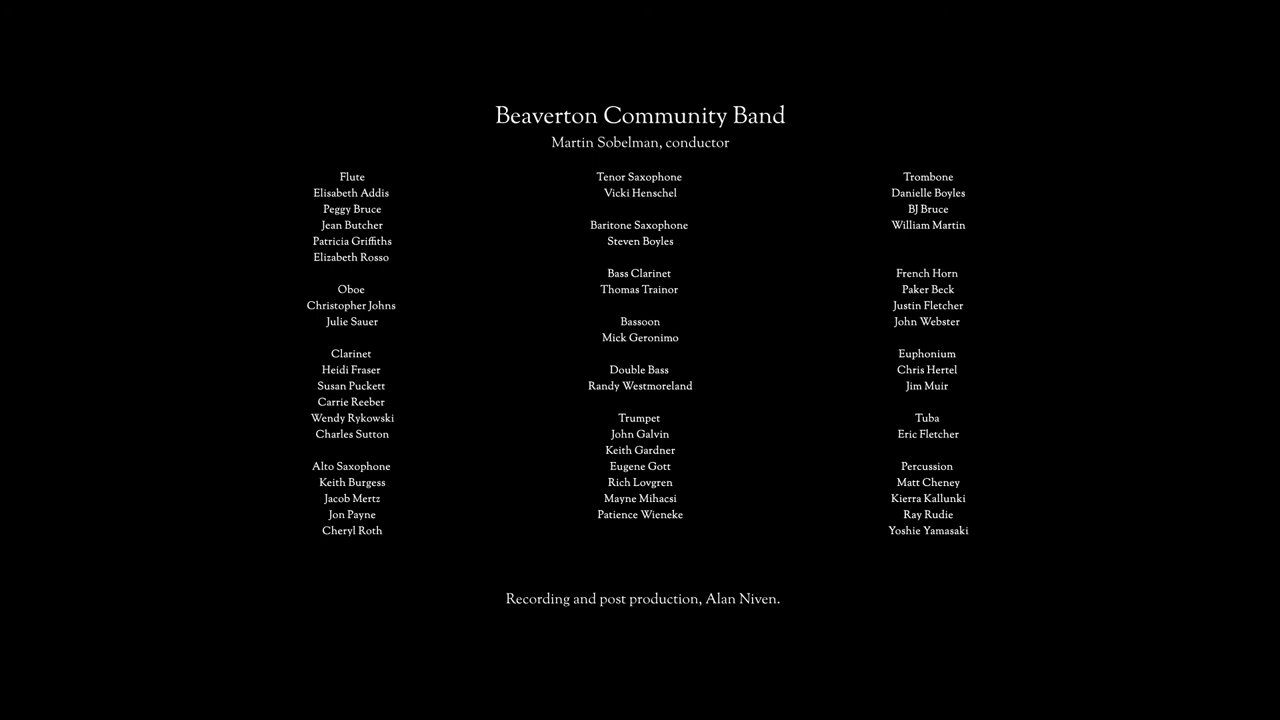 Beaverton Community Band
Martin Sobelman, conductor
Flute
Elisabeth Addis
Peggy Bruce
Jean Butcher
Patricia Griffiths
Elizabeth Rosso
Oboe
Christopher Johns
Julie Sauer
Clarinet
Heidi Fraser
Susan Puckett
Carrie Reeber
Wendy Rykowski
Charles Sutton
Alto Saxophone
Keith Burgess
Jacob Mertz
Jon Payne
Cheryl Roth
Tenor Saxophone
Vicki Henschel
Baritone Saxophone
Steven Boyles
Bass Clarinet
Thomas Trainor
Bassoon
Mick Geronimo
Double Bass
Randy Westmoreland
Trumpet
John Galvin
Keith Gardner
Eugene Gott
Rich Lovgren
Mayne Mihacsi
Patience Wieneke
Trombone
Danielle Boyles
BJ Bruce
William Martin
French Horn
Paker Beck
Justin Fletcher
John Webster
Euphonium
Chris Hertel
Jim Muir
Tuba
Eric Fletcher
Percussion
Matt Cheney
Kierra Kallunki
Ray Rudie
Yoshie Yamasaki
Recording and post production, Alan Niven.